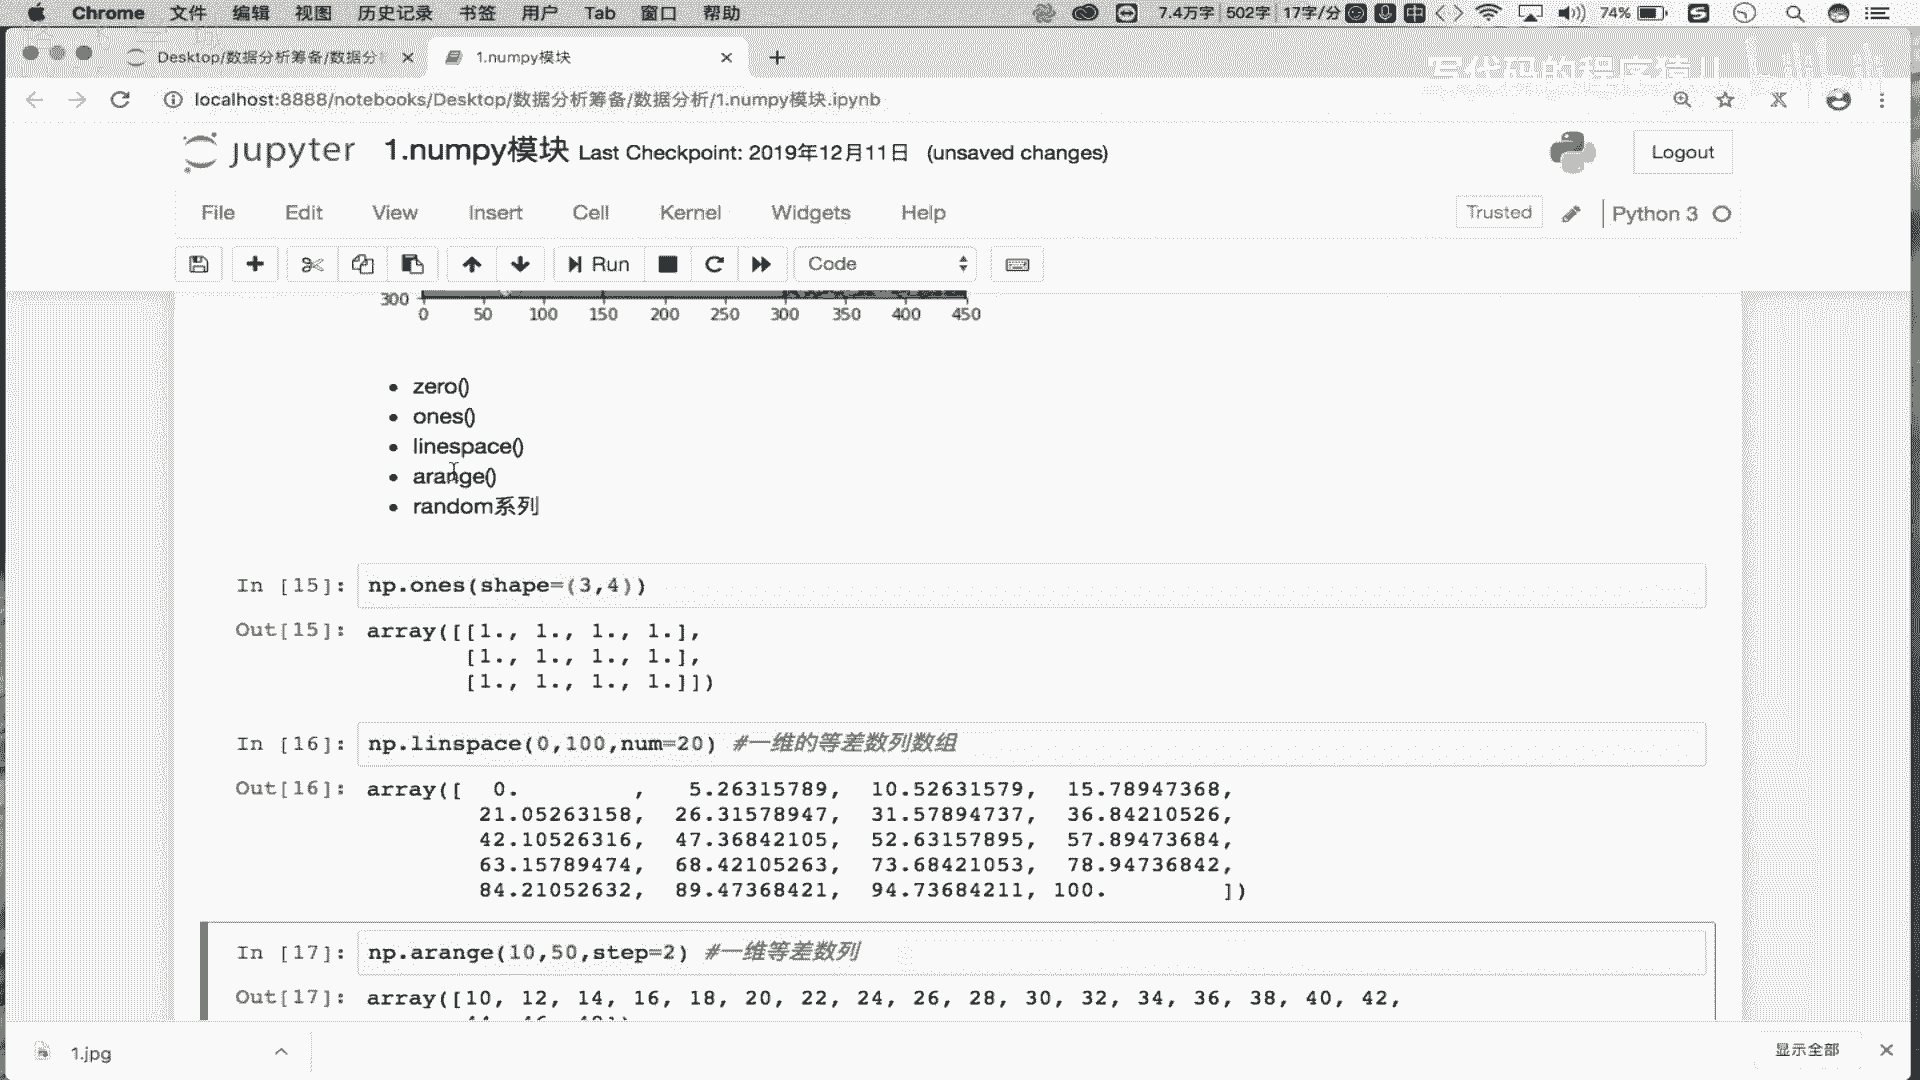 Chrome 文件 编辑 视图 历史记录 书签 用户 Tab 窗口 帮助 7.4万字 502字 17字/分 中 74%
Desktop/数据分析筹备/数据分 1.numpy模块
写代码的程序猿儿 bilibili
localhost:8888/notebooks/Desktop/数据分析筹备/数据分析/1.numpy模块.ipynb
jupyter 1.numpy模块 Last Checkpoint: 2019年12月11日 (unsaved changes) Logout
File Edit View Insert Cell Kernel Widgets Help Trusted Python 3
Run Code
300
0 50 100 150 200 250 300 350 400 450
zero()
ones()
linespace()
arange()
random系列
In [15]: np.ones(shape=(3,4))
Out[15]: array([[1., 1., 1., 1.],
[1., 1., 1., 1.],
[1., 1., 1., 1.]])
In [16]: np.linspace(0,100,num=20) #一维的等差数列数组
Out[16]: array([ 0. , 5.26315789, 10.52631579, 15.78947368,
21.05263158, 26.31578947, 31.57894737, 36.84210526,
42.10526316, 47.36842105, 52.63157895, 57.89473684,
63.15789474, 68.42105263, 73.68421053, 78.94736842,
84.21052632, 89.47368421, 94.73684211, 100. ])
In [17]: np.arange(10,50,step=2) #一维等差数列
Out[17]: array([10, 12, 14, 16, 18, 20, 22, 24, 26, 28, 30, 32, 34, 36, 38, 40, 42,
1.jpg 显示全部